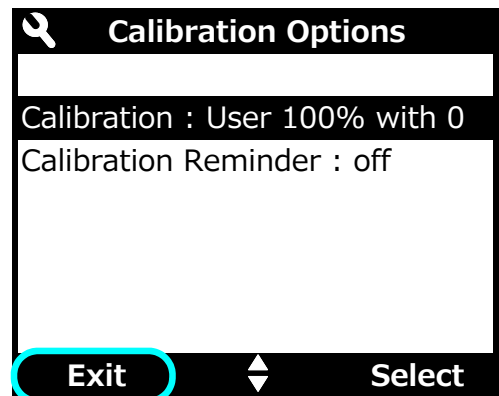 Calibration Options
Calibration : User 100% with 0
Calibration Reminder : off
Exit Select